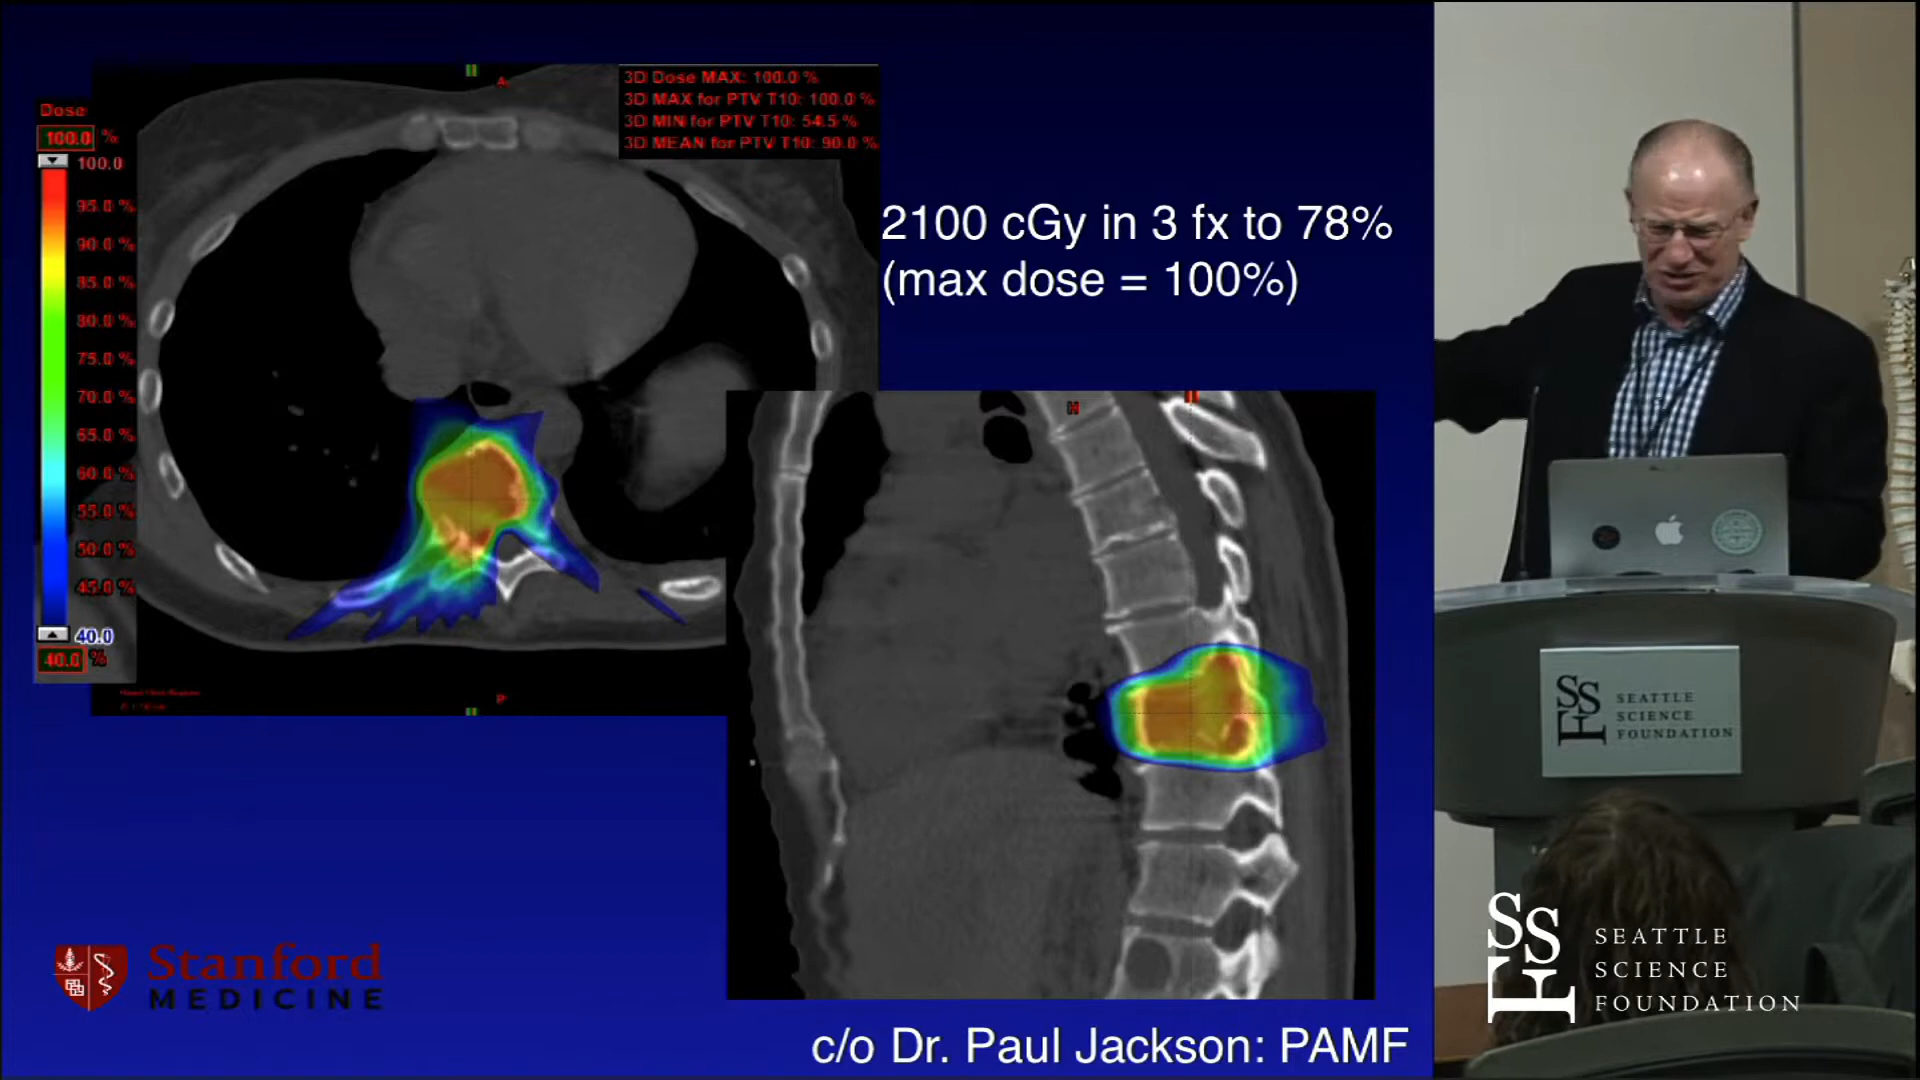 Dose
100.0 %
100.0
95.0 %
90.0 %
85.0 %
80.0 %
75.0 %
70.0 %
65.0 %
60.0 %
55.0 %
50.0 %
45.0 %
40.0
40.0 %
A
3D Dose MAX: 100.0 %
3D MAX for PTV T10: 100.0 %
3D MIN for PTV T10: 54.5 %
3D MEAN for PTV T10: 90.0 %
P
2100 cGy in 3 fx to 78%
(max dose = 100%)
H
Stanford
MEDICINE
c/o Dr. Paul Jackson: PAMF
SSF
SEATTLE
SCIENCE
FOUNDATION
SSF
SEATTLE
SCIENCE
FOUNDATION